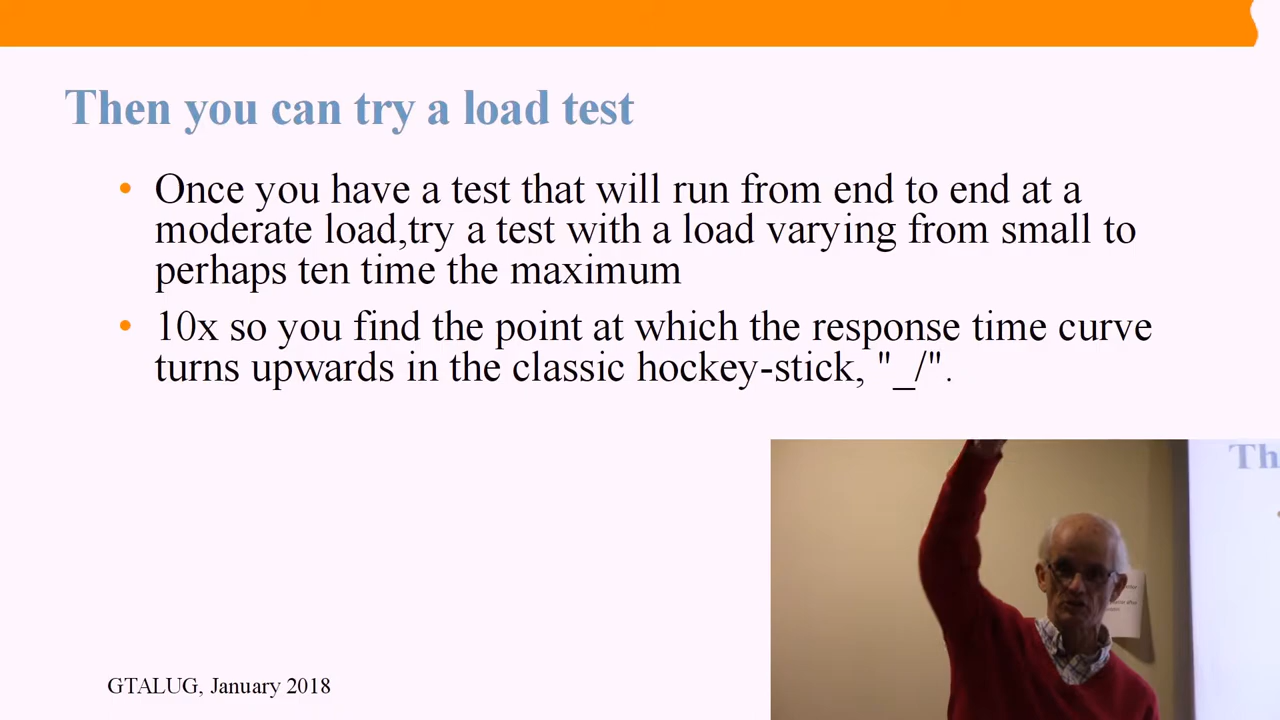 Then you can try a load test
• Once you have a test that will run from end to end at a
moderate load,try a test with a load varying from small to
perhaps ten time the maximum
• 10x so you find the point at which the response time curve
turns upwards in the classic hockey-stick, "_/".
Th
GTALUG, January 2018